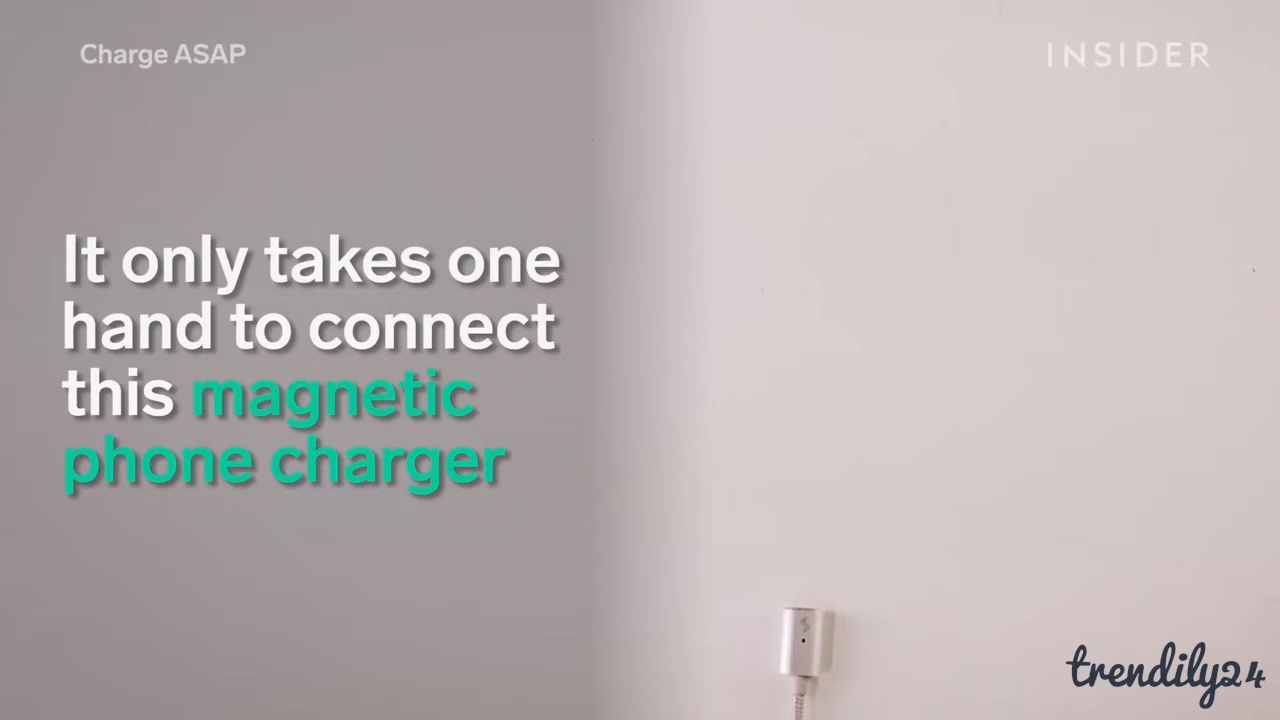 Charge ASAP
INSIDER
It only takes one
hand to connect
this magnetic
phone charger
trendily24